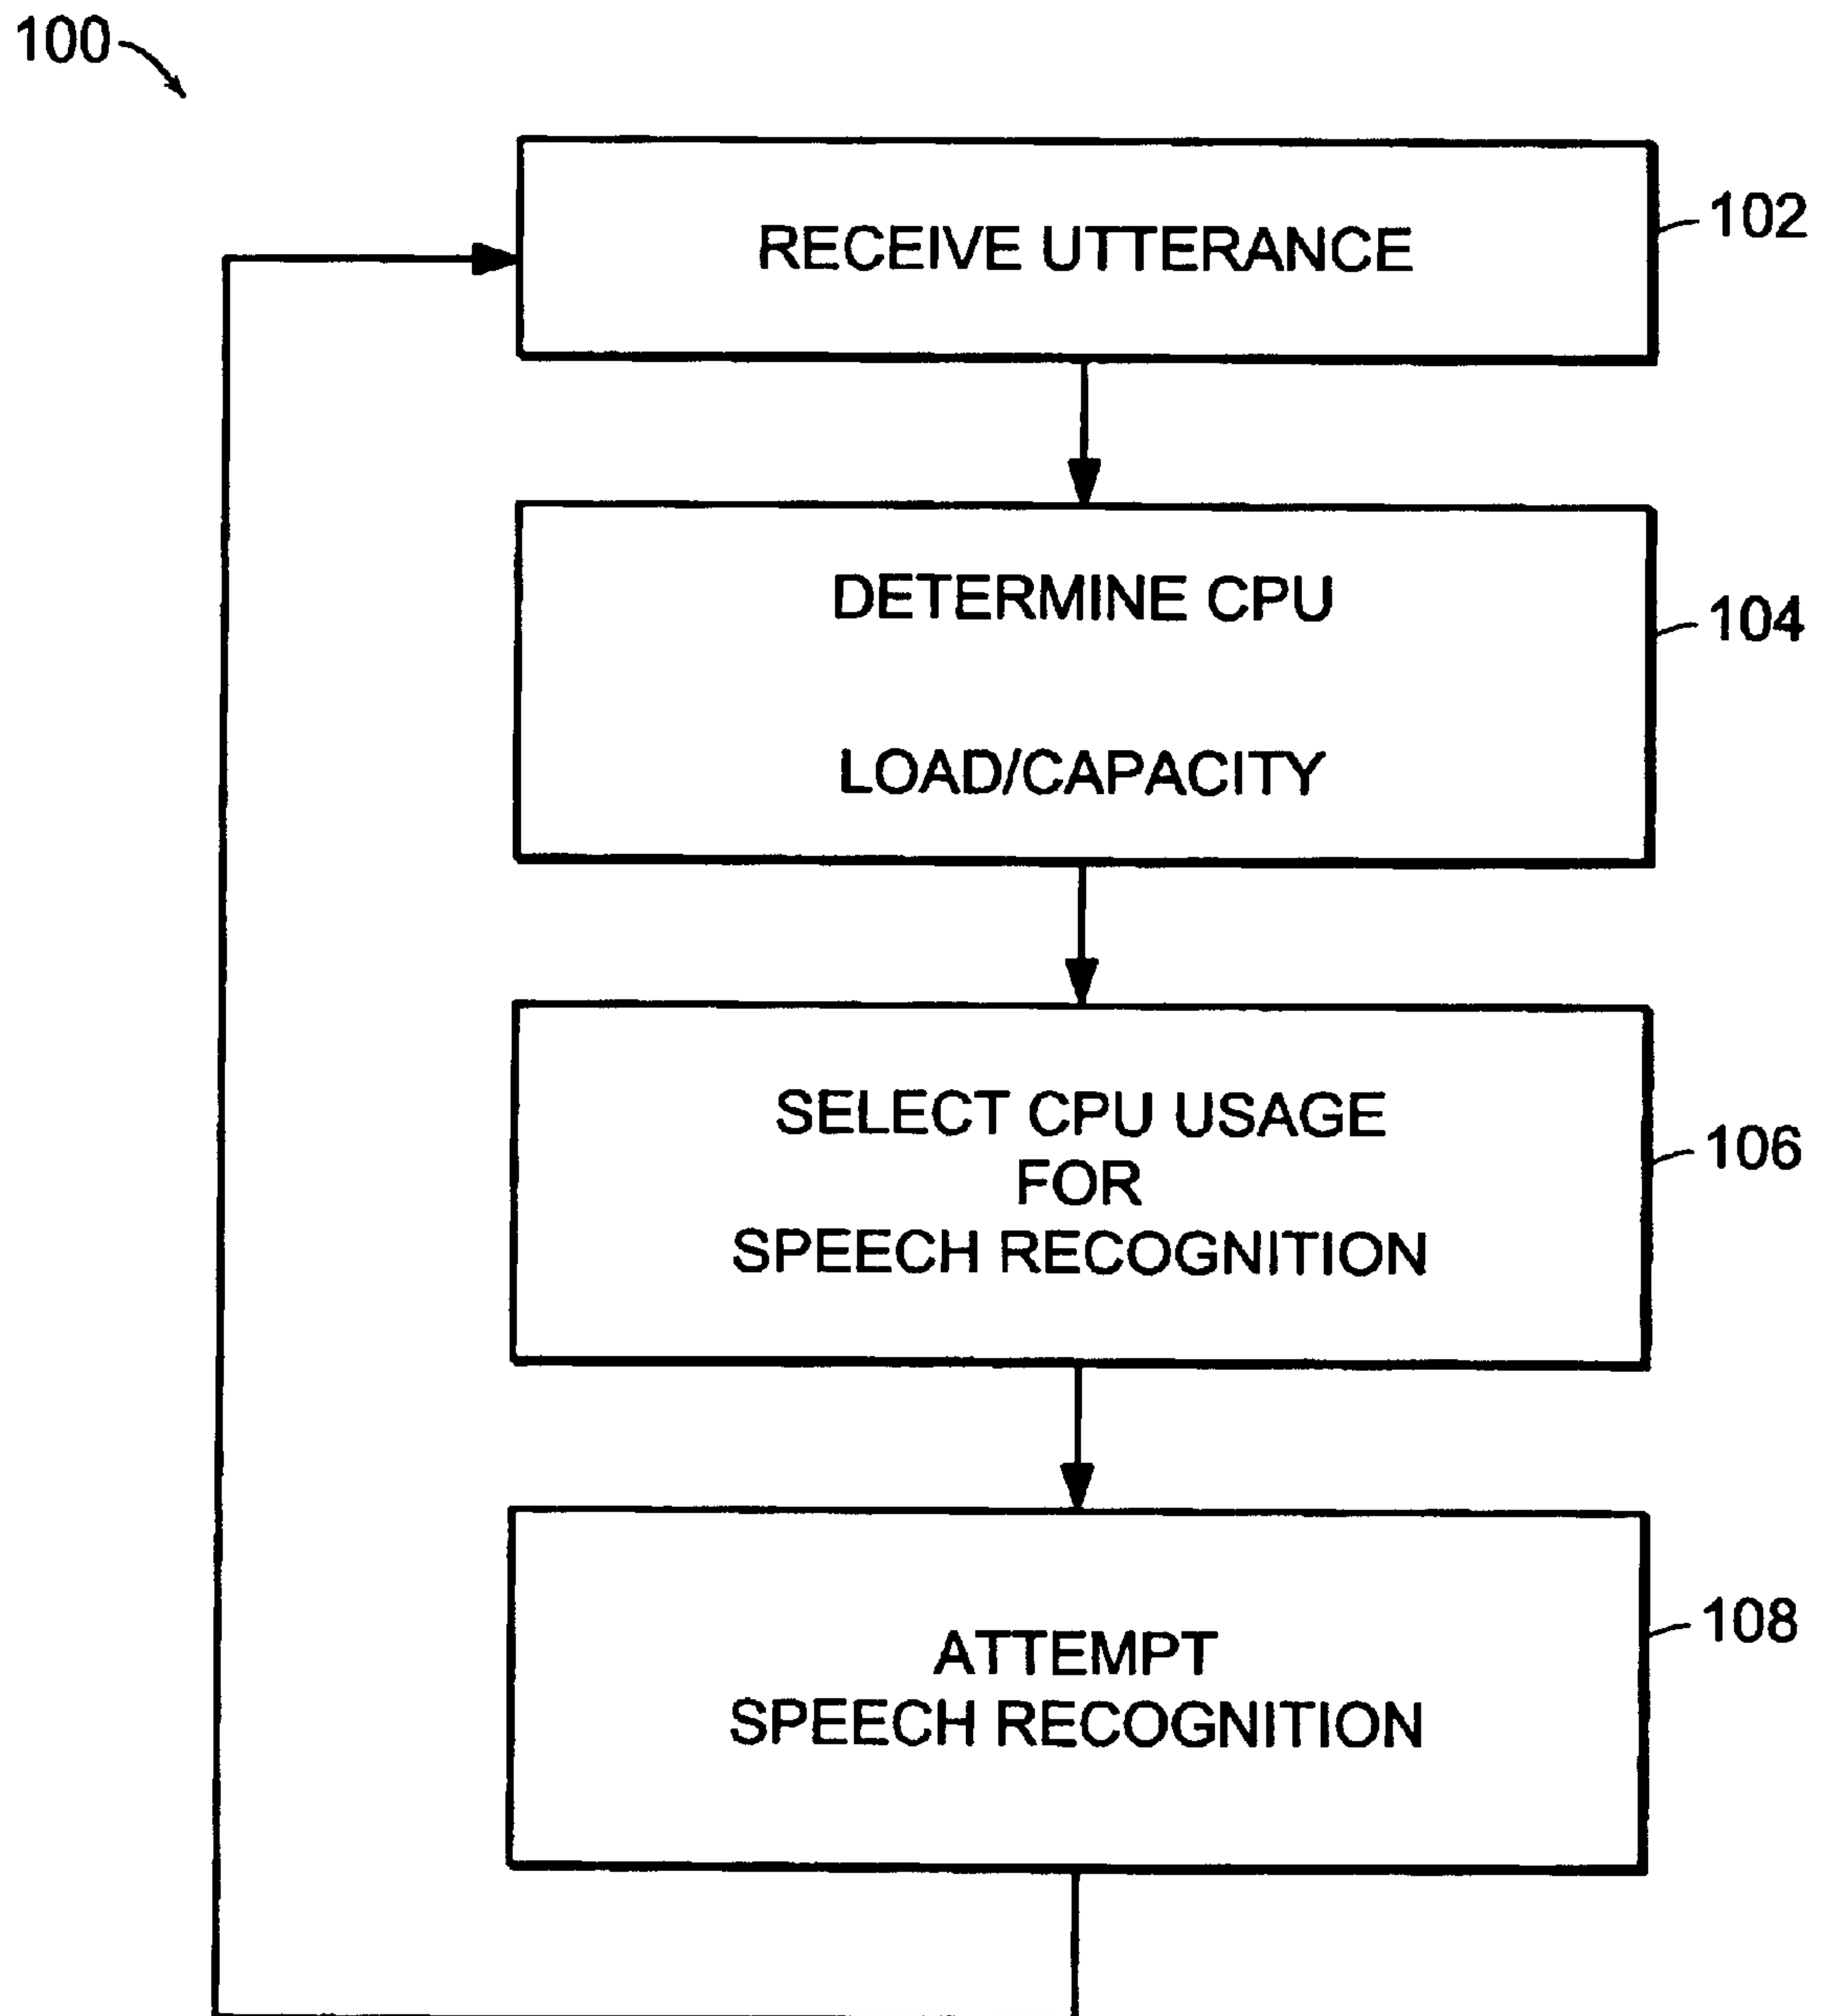 100
RECEIVE UTTERANCE
102
DETERMINE CPU
LOAD/CAPACITY
104
SELECT CPU USAGE
FOR
SPEECH RECOGNITION
106
ATTEMPT
SPEECH RECOGNITION
108